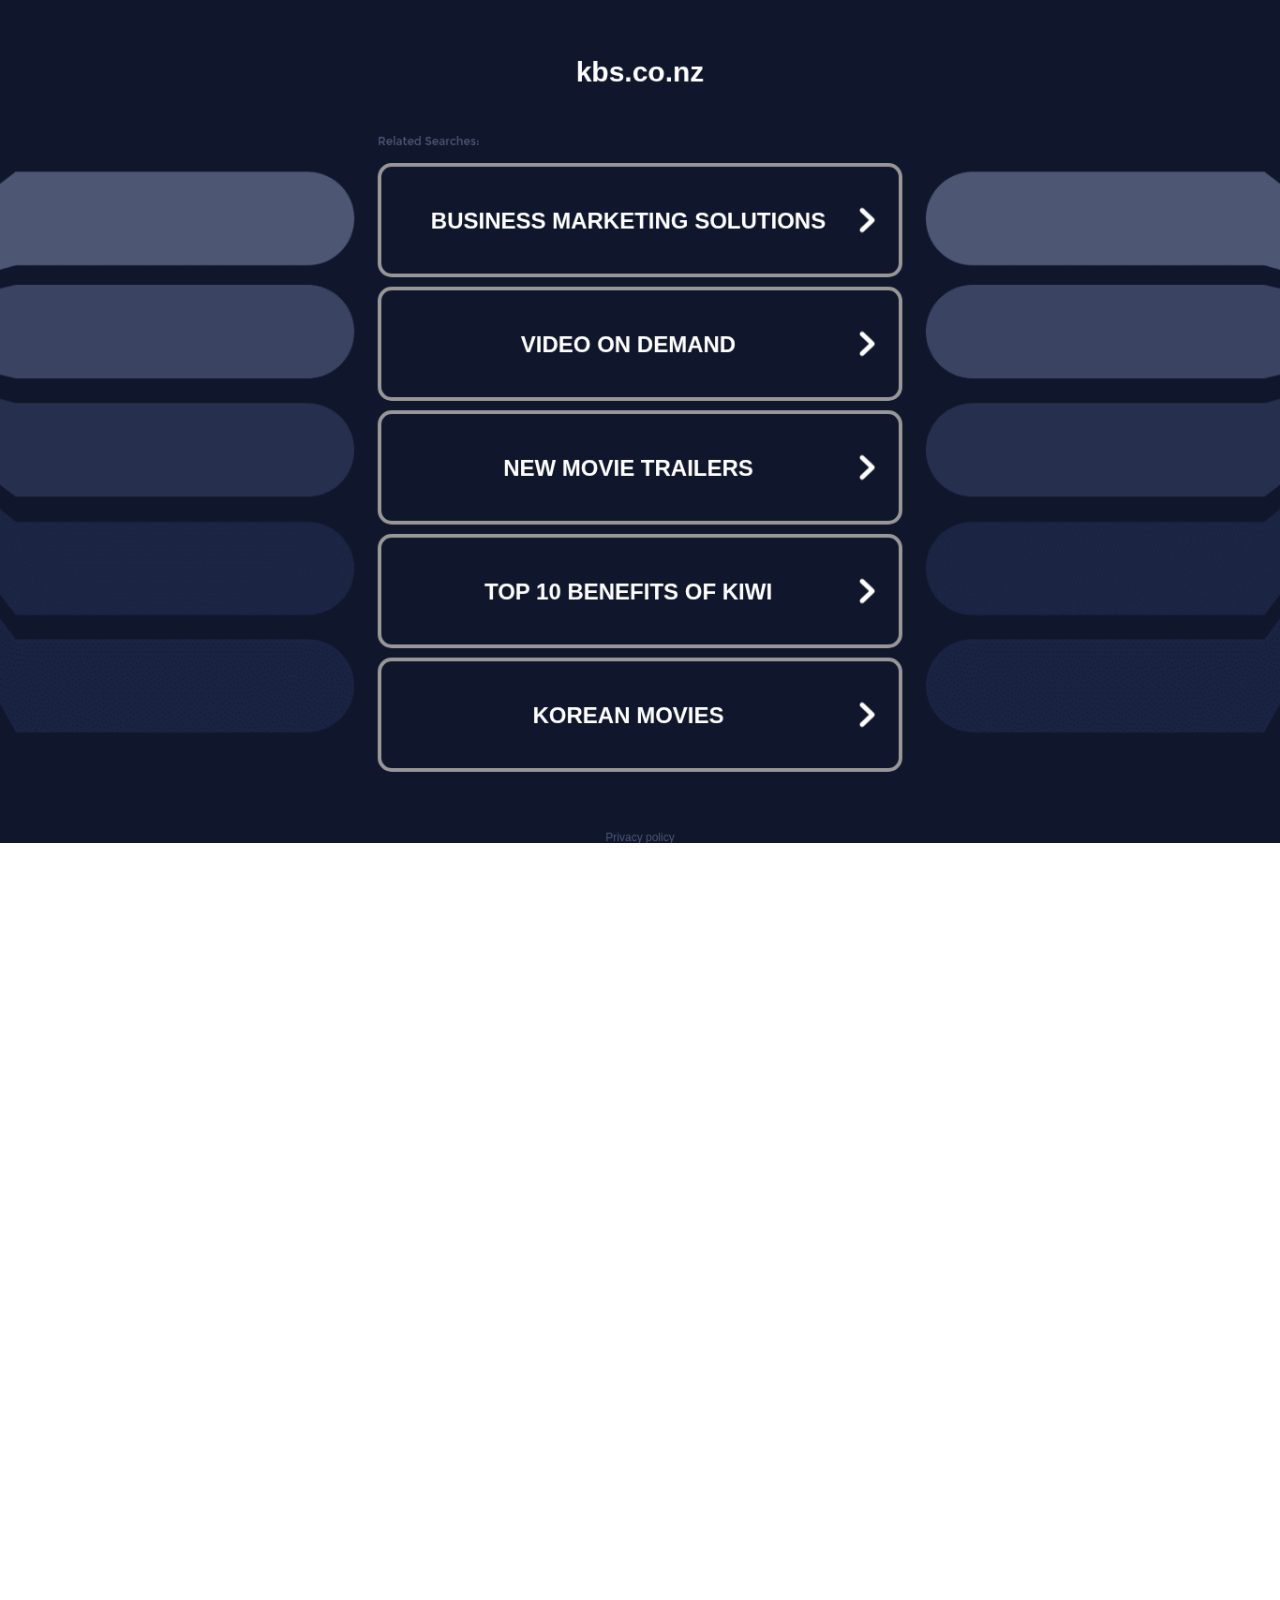 kbs.co.nz
Related Searches:
BUSINESS MARKETING SOLUTIONS
VIDEO ON DEMAND
NEW MOVIE TRAILERS
TOP 10 BENEFITS OF KIWI
KOREAN MOVIES
Privacy policy